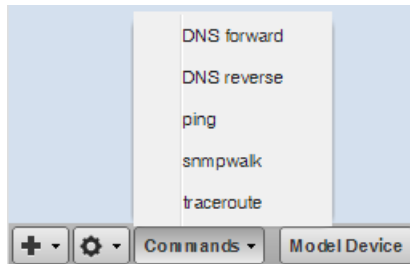 DNS forward
DNS reverse
ping
snmpwalk
traceroute
Commands
Model Device